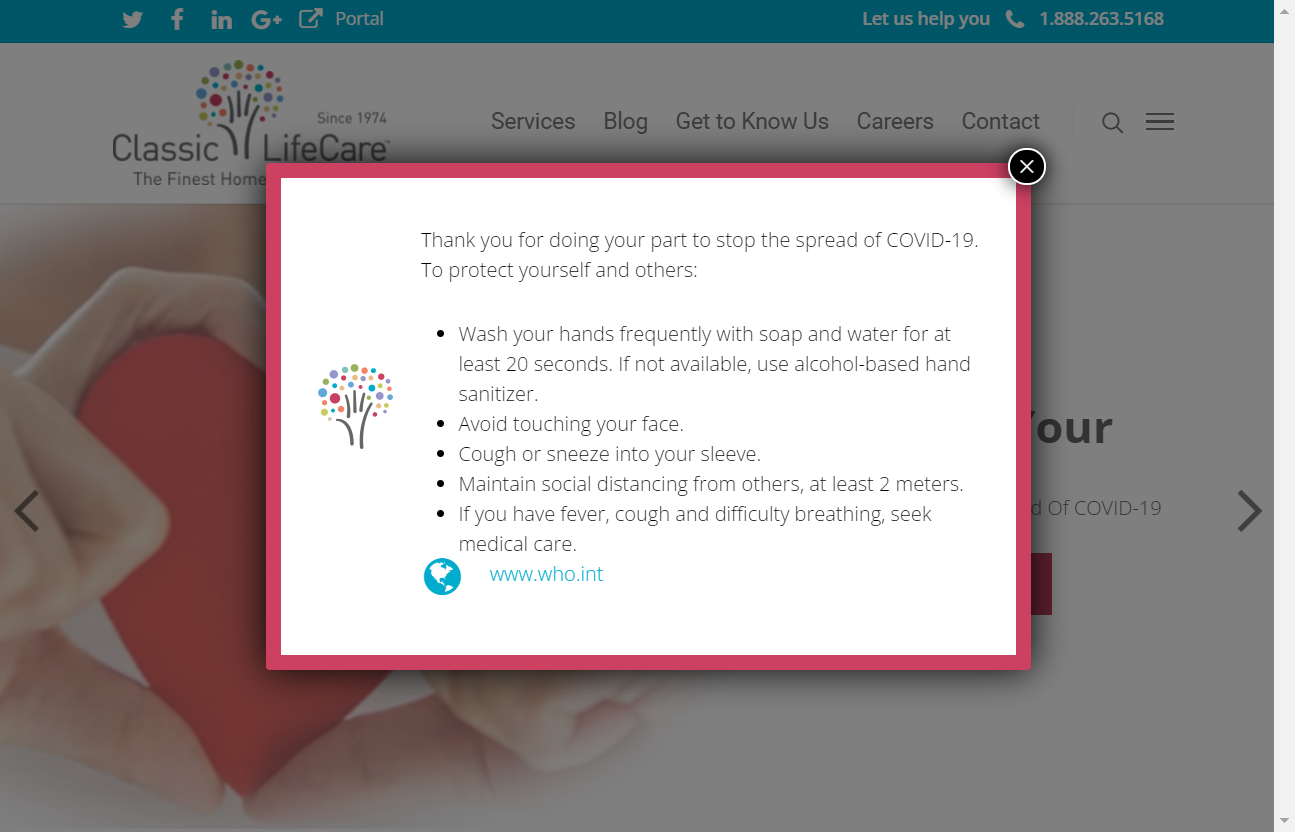 Portal
Let us help you 1.888.263.5168
Since 1974
Classic LifeCare™
The Finest Home
Services Blog Get to Know Us Careers Contact
Thank you for doing your part to stop the spread of COVID-19.
To protect yourself and others:
Wash your hands frequently with soap and water for at
least 20 seconds. If not available, use alcohol-based hand
sanitizer.
Avoid touching your face.
Cough or sneeze into your sleeve.
Maintain social distancing from others, at least 2 meters.
If you have fever, cough and difficulty breathing, seek
medical care.
www.who.int
Your
d Of COVID-19